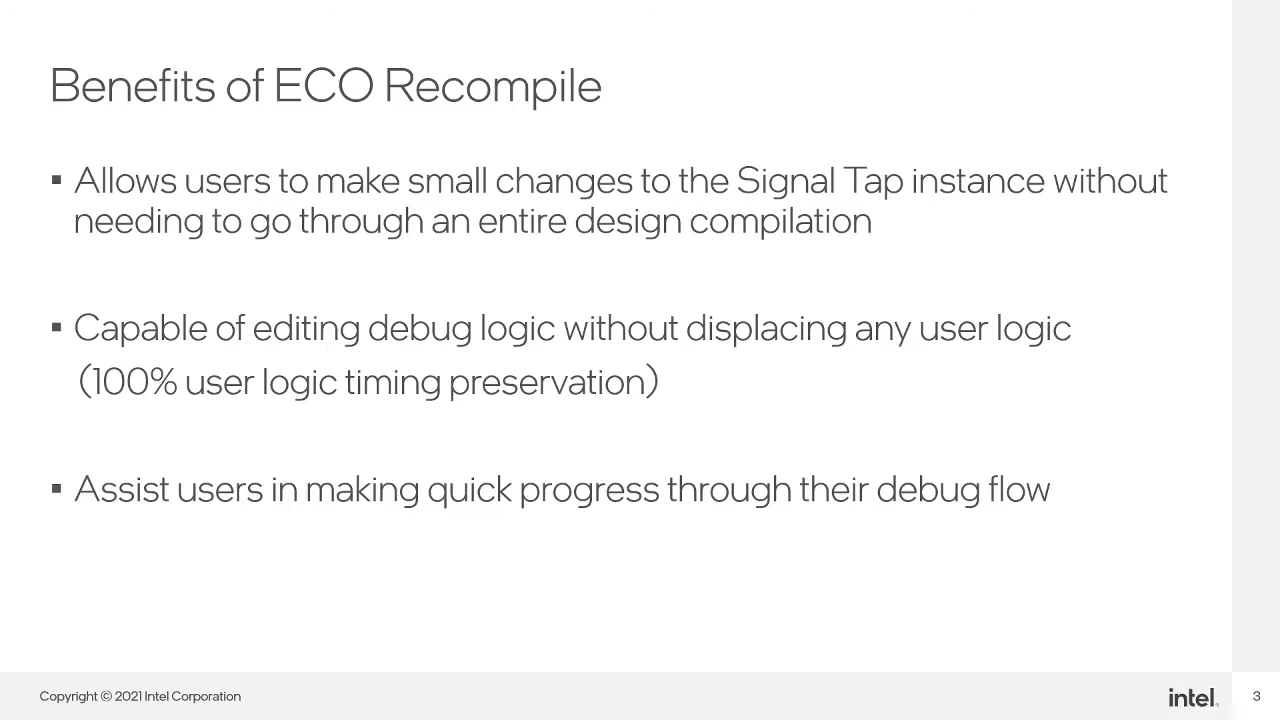 Benefits of ECO Recompile
▪ Allows users to make small changes to the Signal Tap instance without
needing to go through an entire design compilation
▪ Capable of editing debug logic without displacing any user logic
(100% user logic timing preservation)
▪ Assist users in making quick progress through their debug flow
Copyright © 2021 Intel Corporation
intel.
3